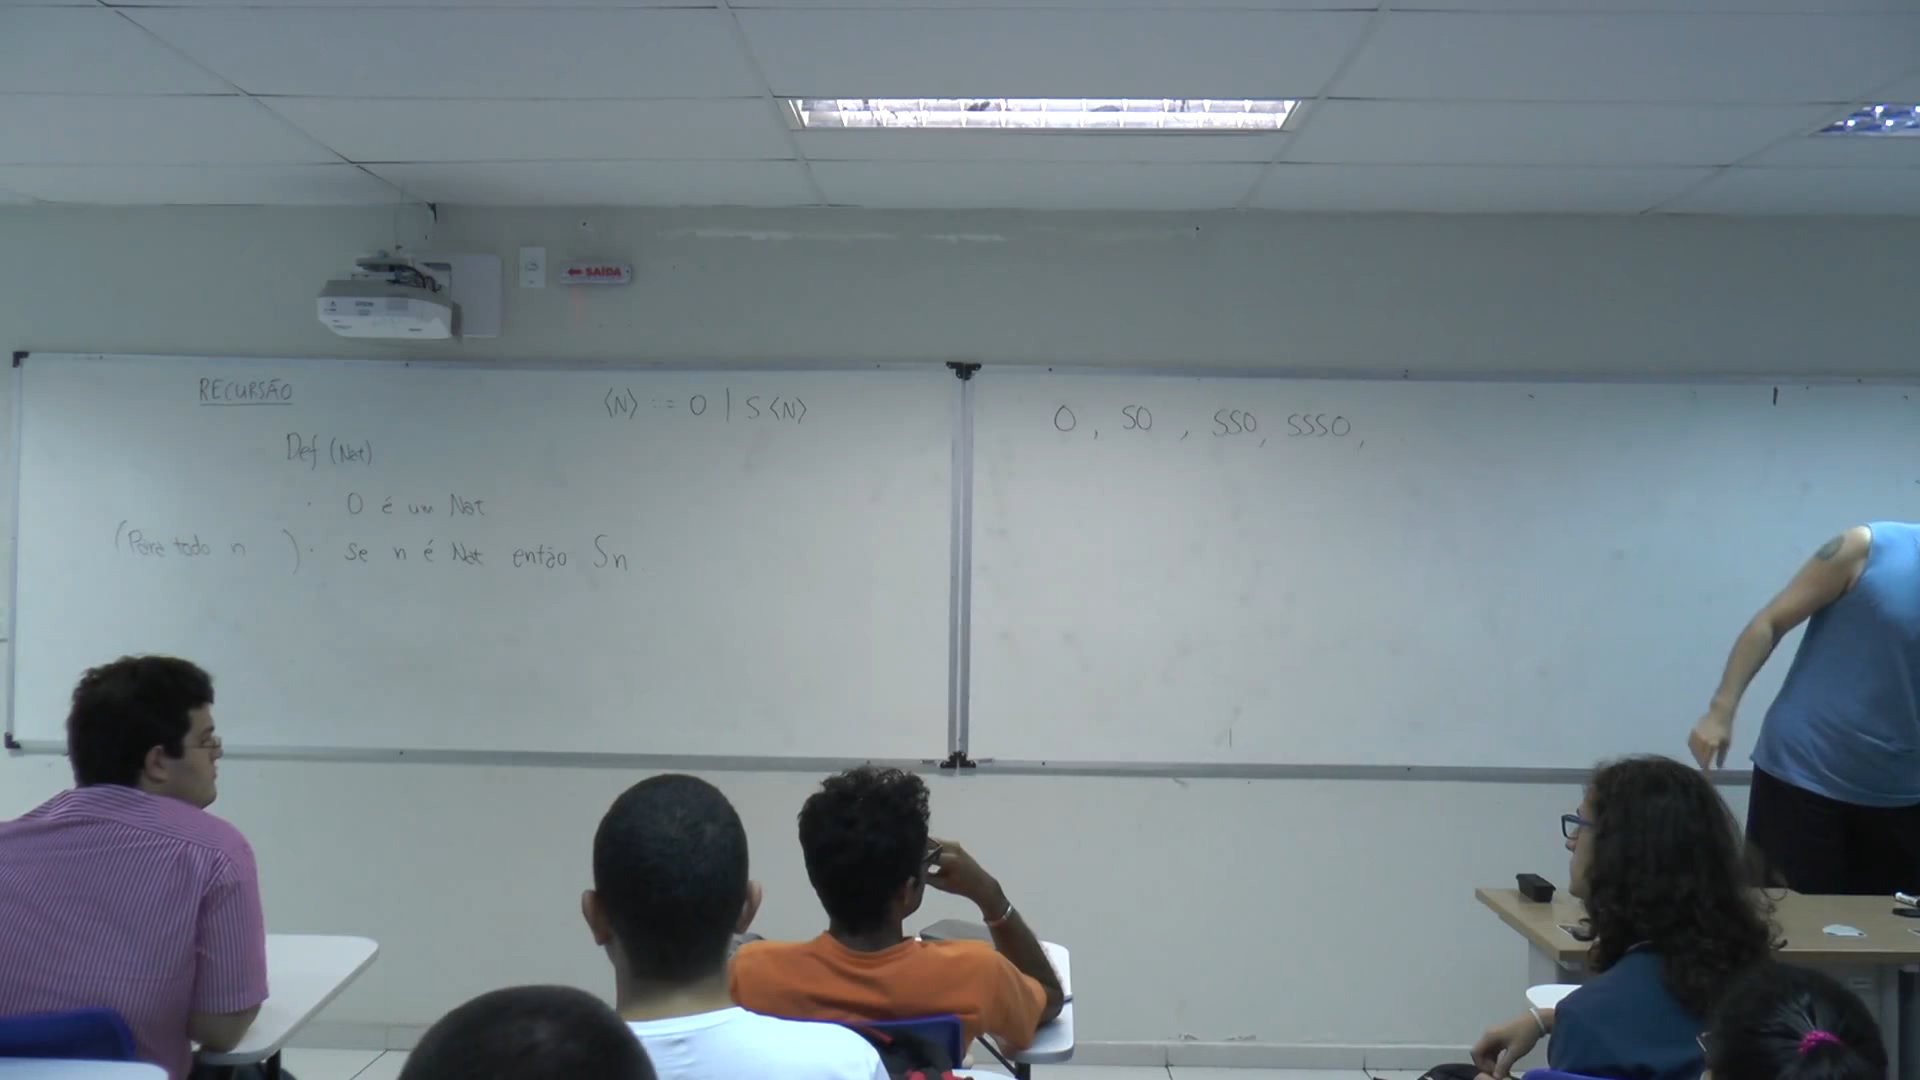 ← SAÍDA
RECURSÃO
⟨N⟩ ::= O | S⟨N⟩
Def (Nat)
· O é um Nat
(Para todo n ) · se n é Nat então Sn
O, SO, SSO, SSSO,